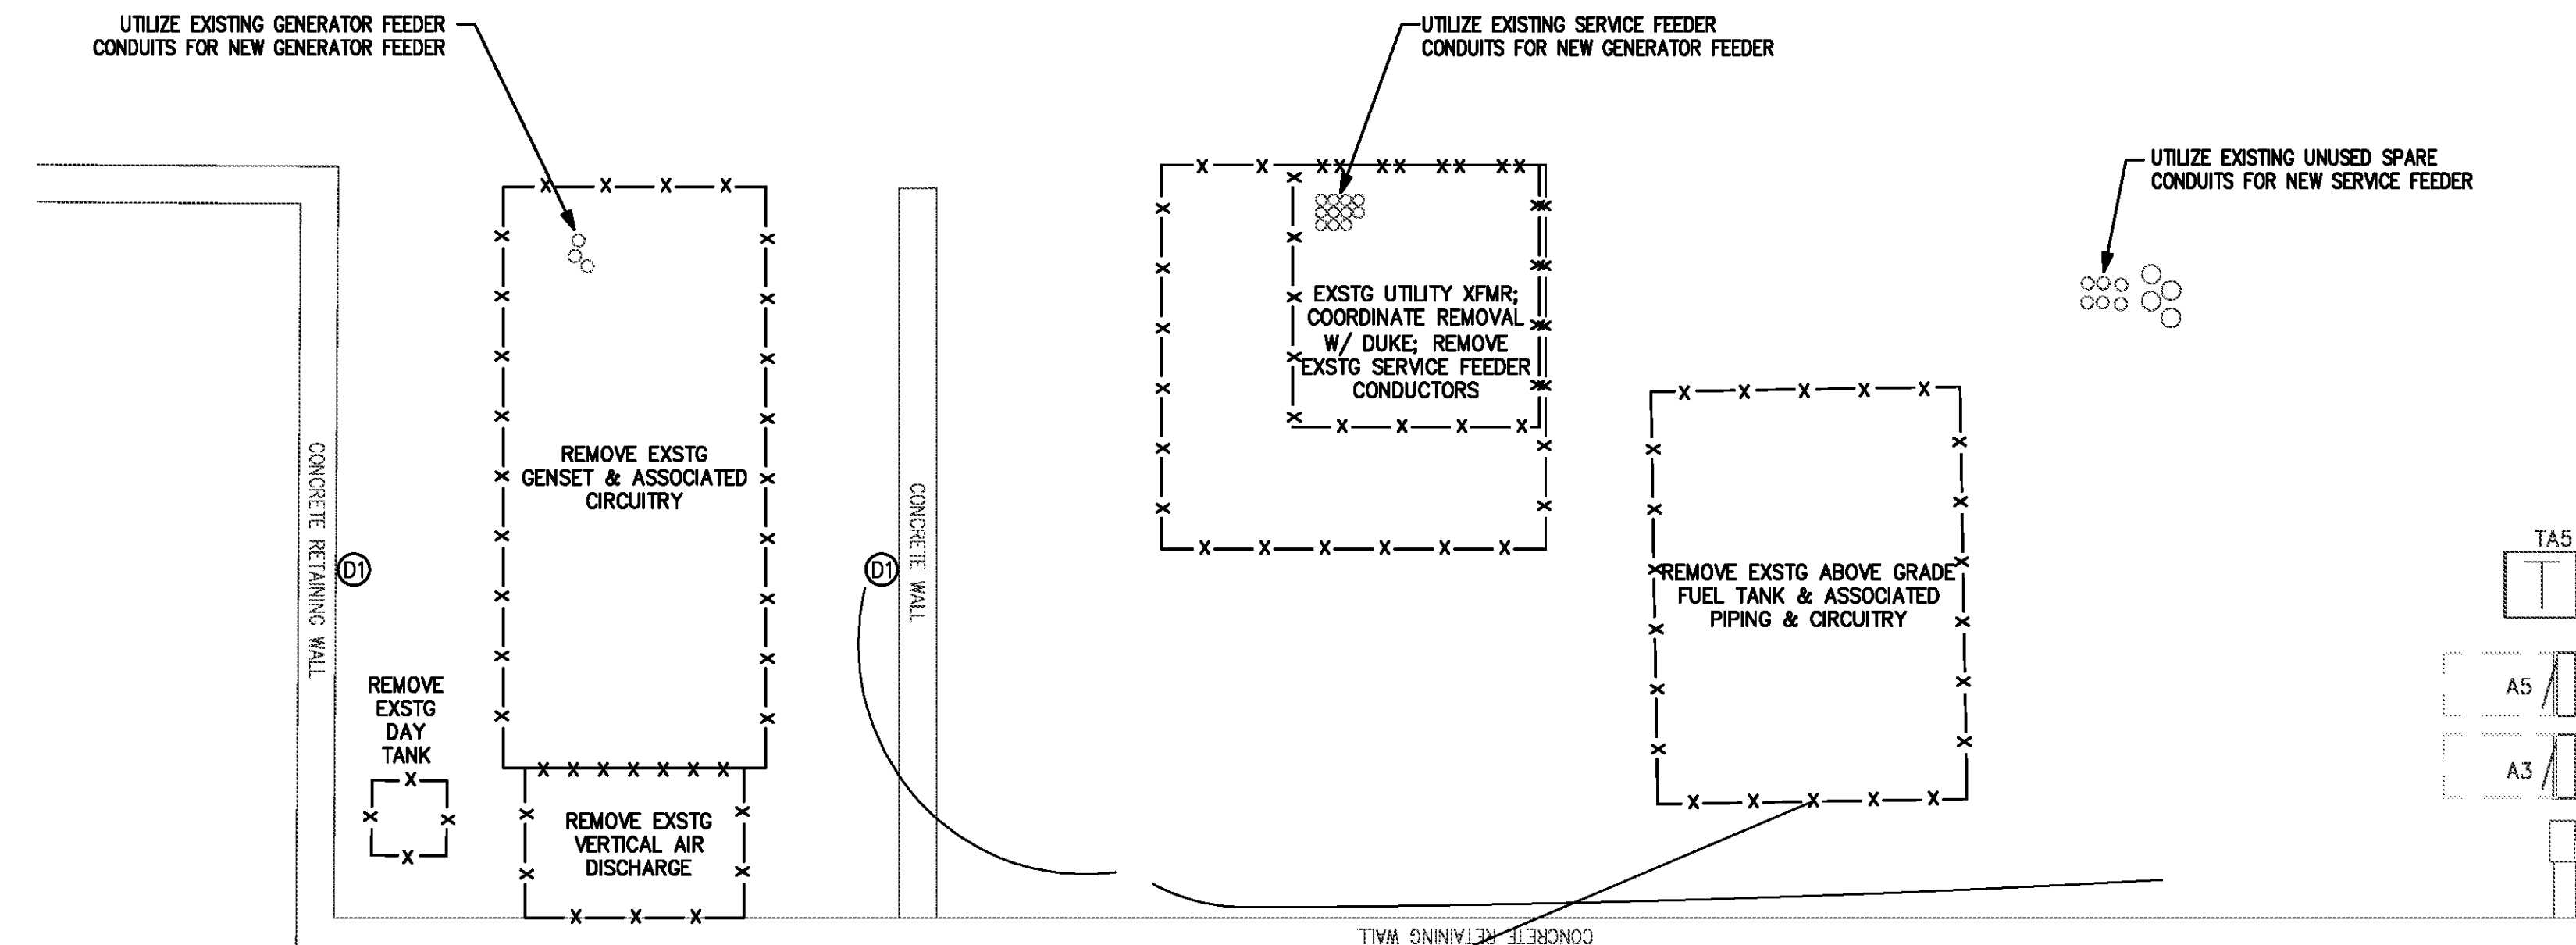 UTILIZE EXISTING GENERATOR FEEDER
CONDUITS FOR NEW GENERATOR FEEDER
UTILIZE EXISTING SERVICE FEEDER
CONDUITS FOR NEW GENERATOR FEEDER
UTILIZE EXISTING UNUSED SPARE
CONDUITS FOR NEW SERVICE FEEDER
EXSTG UTILITY XFMR;
COORDINATE REMOVAL
W/ DUKE; REMOVE
EXSTG SERVICE FEEDER
CONDUCTORS
REMOVE EXSTG
GENSET & ASSOCIATED
CIRCUITRY
CONCRETE RETAINING WALL
D1
D1
CONCRETE WALL
REMOVE EXSTG ABOVE GRADE
FUEL TANK & ASSOCIATED
PIPING & CIRCUITRY
TA5
T
A5
A3
REMOVE
EXSTG
DAY
TANK
REMOVE EXSTG
VERTICAL AIR
DISCHARGE
CONCRETE RETAINING WALL